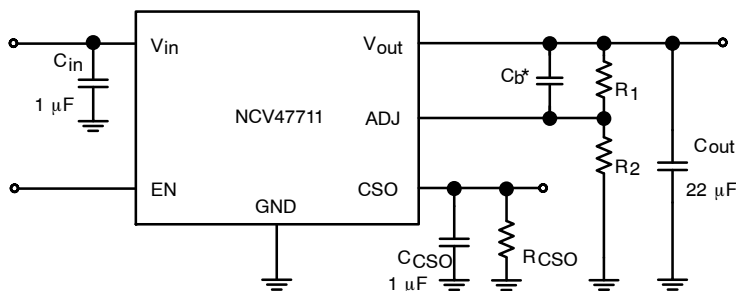 Vin
Vout
Cin
Cb*
R1
1 μF
NCV47711
ADJ
Cout
R2
22 μF
EN
CSO
GND
CCSO
RCSO
1 μF